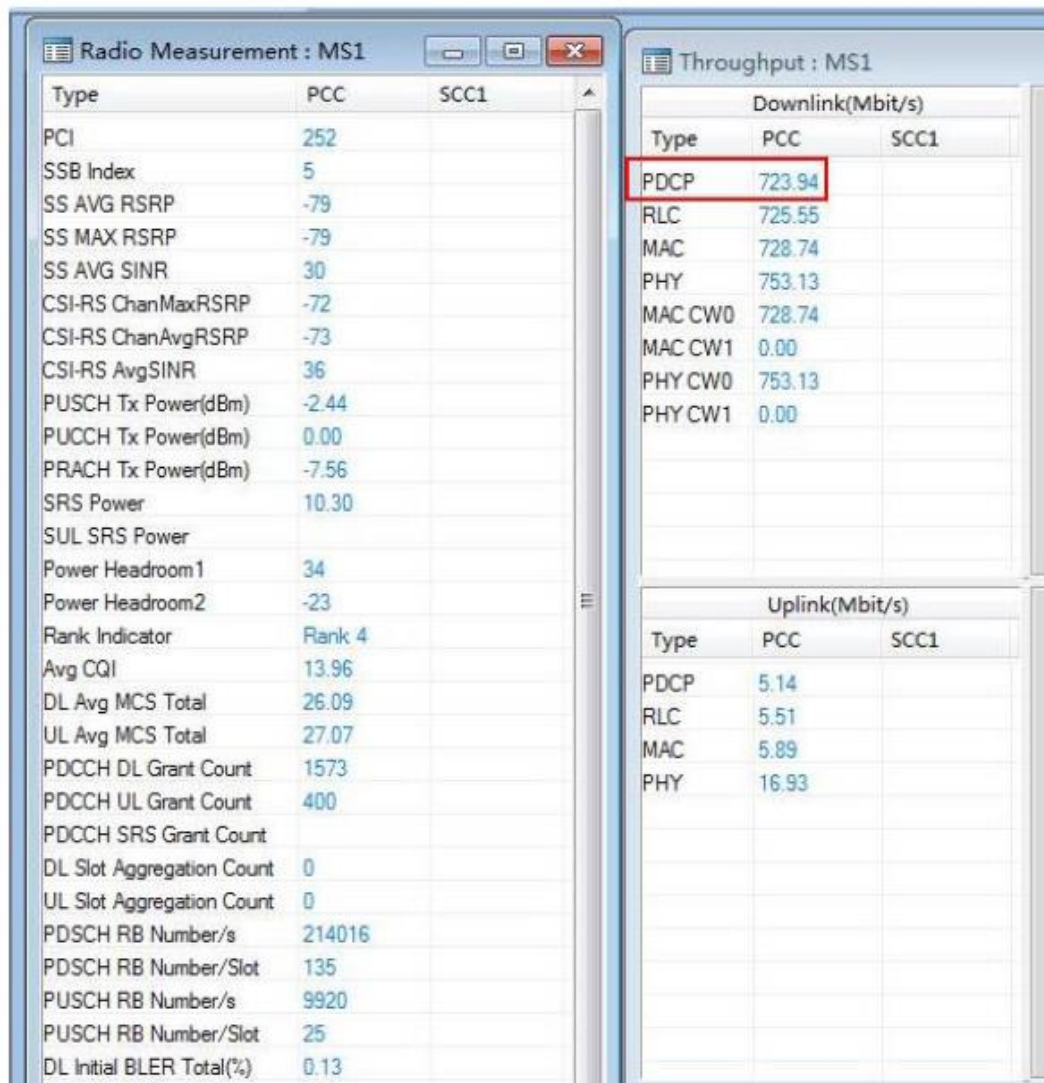 Radio Measurement : MS1
Type PCC SCC1
PCI 252
SSB Index 5
SS AVG RSRP -79
SS MAX RSRP -79
SS AVG SINR 30
CSI-RS ChanMaxRSRP -72
CSI-RS ChanAvgRSRP -73
CSI-RS AvgSINR 36
PUSCH Tx Power(dBm) -2.44
PUCCH Tx Power(dBm) 0.00
PRACH Tx Power(dBm) -7.56
SRS Power 10.30
SUL SRS Power
Power Headroom1 34
Power Headroom2 -23
Rank Indicator Rank 4
Avg CQI 13.96
DL Avg MCS Total 26.09
UL Avg MCS Total 27.07
PDCCH DL Grant Count 1573
PDCCH UL Grant Count 400
PDCCH SRS Grant Count
DL Slot Aggregation Count 0
UL Slot Aggregation Count 0
PDSCH RB Number/s 214016
PDSCH RB Number/Slot 135
PUSCH RB Number/s 9920
PUSCH RB Number/Slot 25
DL Initial BLER Total(%) 0.13
Throughput : MS1
Downlink(Mbit/s)
Type PCC SCC1
PDCP 723.94
RLC 725.55
MAC 728.74
PHY 753.13
MAC CW0 728.74
MAC CW1 0.00
PHY CW0 753.13
PHY CW1 0.00
Uplink(Mbit/s)
Type PCC SCC1
PDCP 5.14
RLC 5.51
MAC 5.89
PHY 16.93